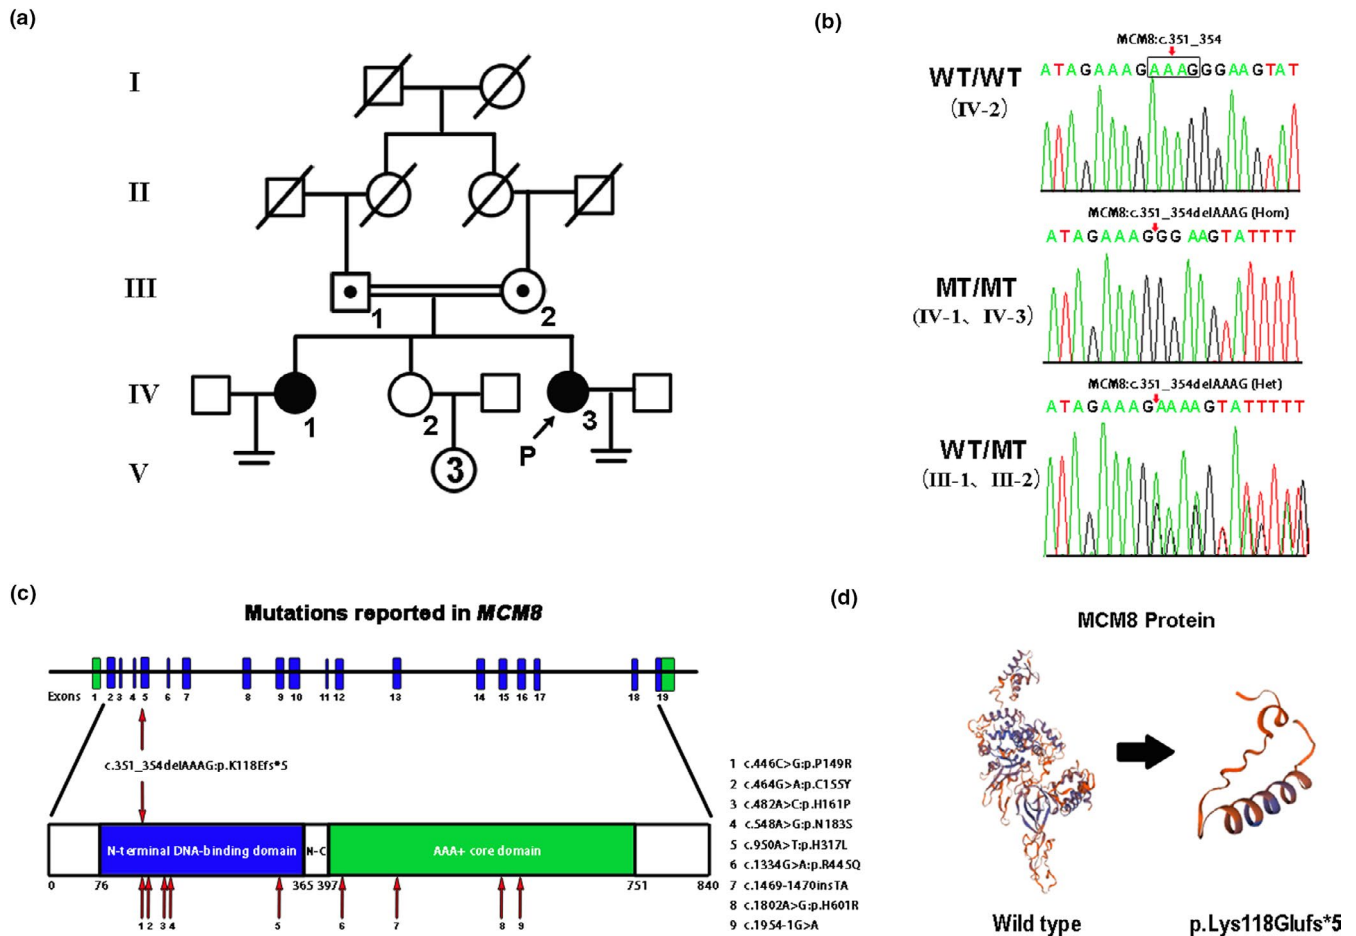 (a)
I
II
III
1
2
IV
1
2
3
P
V
3
(b)
MCM8:c.351_354
ATAGAAAGAAAGGGAAGTAT
WT/WT
(IV-2)
MCM8:c.351_354delAAAG (Hom)
ATAGAAAGGGAAGTATTTT
MT/MT
(IV-1、IV-3)
MCM8:c.351_354delAAAG (Het)
ATAGAAAGAAAAGTATTTTT
WT/MT
(III-1、III-2)
(c)
Mutations reported in MCM8
Exons 1 2 3 4 5 6 7 8 9 10 11 12 13 14 15 16 17 18 19
c.351_354delAAAG:p.K118Efs*5
N-terminal DNA-binding domain N-C AAA+ core domain
0 76 365 397 751 840
1 2 3 4 5 6 7 8 9
1 c.446C>G:p.P149R
2 c.464G>A:p.C155Y
3 c.482A>C:p.H161P
4 c.548A>G:p.N183S
5 c.950A>T:p.H317L
6 c.1334G>A:p.R445Q
7 c.1469-1470insTA
8 c.1802A>G:p.H601R
9 c.1954-1G>A
(d)
MCM8 Protein
Wild type
p.Lys118Glufs*5